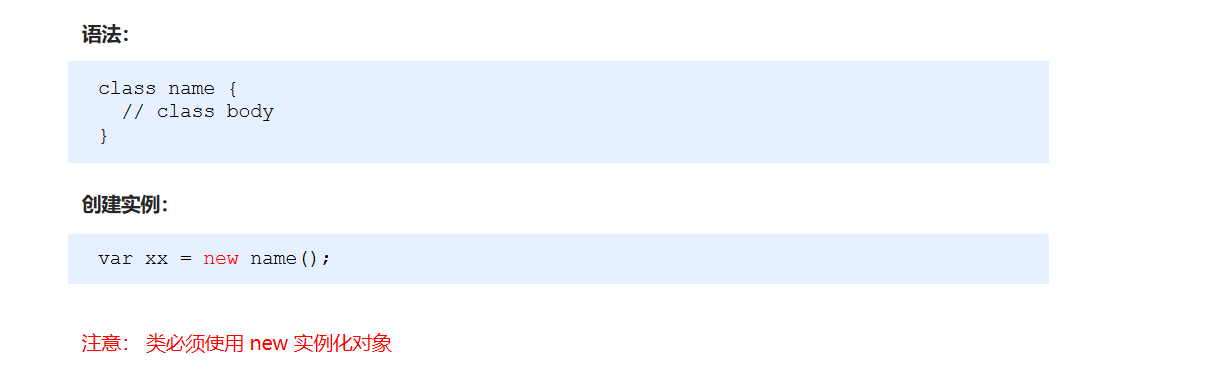 语法：
class name {
  // class body
}
创建实例：
var xx = new name();
注意： 类必须使用 new 实例化对象